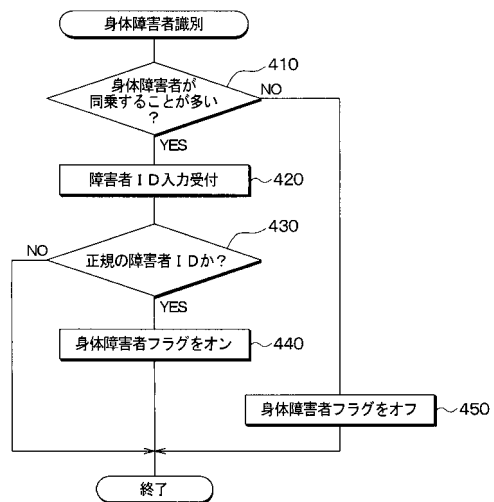 身体障害者識別
410
身体障害者が
同乗することが多い
?
NO
YES
障害者ID入力受付
420
430
NO
正規の障害者IDか?
YES
身体障害者フラグをオン
440
身体障害者フラグをオフ
450
終了